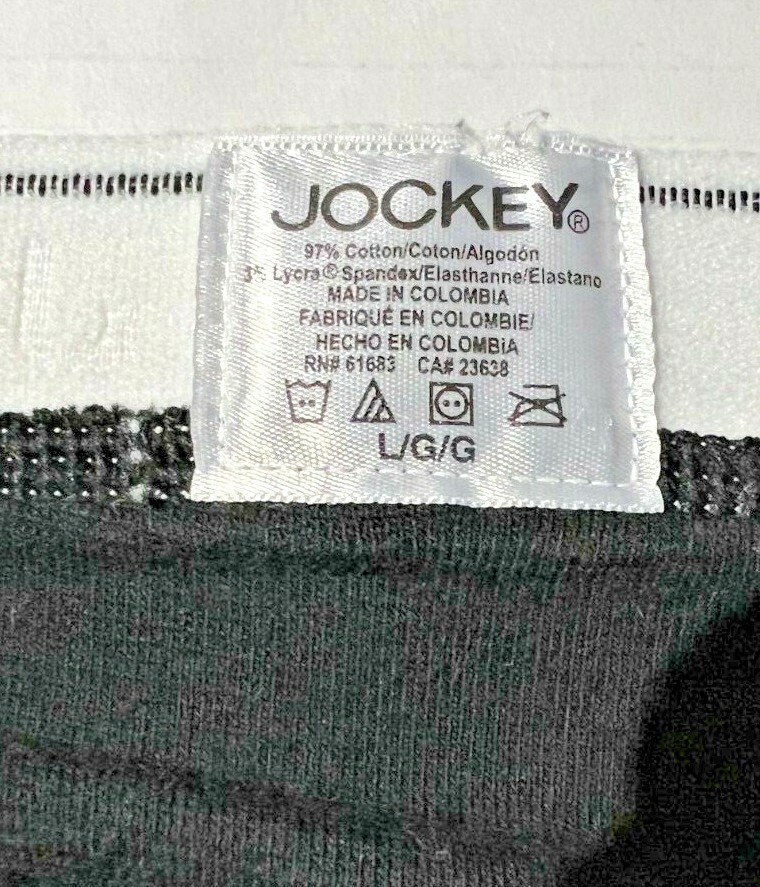 JOCKEY®
97% Cotton/Coton/Algodón
3% Lycra® Spandex/Elasthanne/Elastano
MADE IN COLOMBIA
FABRIQUÉ EN COLOMBIE/
HECHO EN COLOMBIA
RN# 61683 CA# 23638
L/G/G